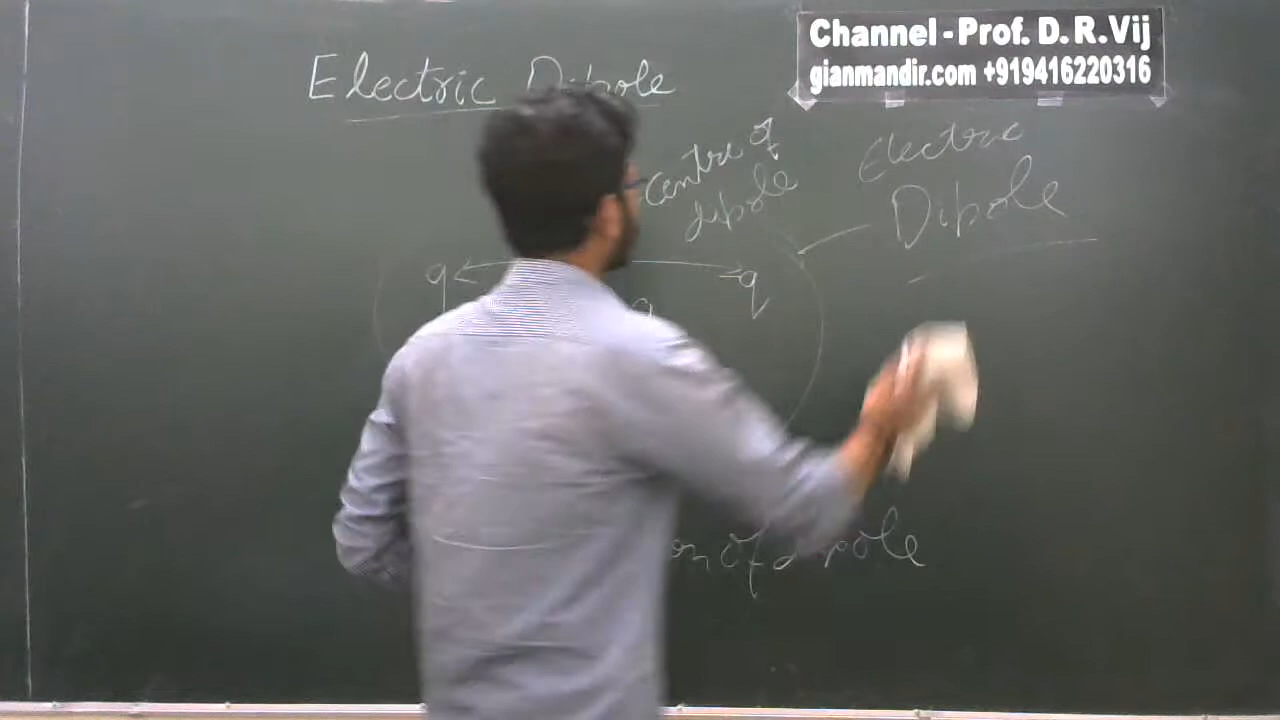 Channel - Prof. D. R. Vij
gianmandir.com +919416220316
Electric Dipole
centre of
dipole
Electric
Dipole
q
-q
of dipole